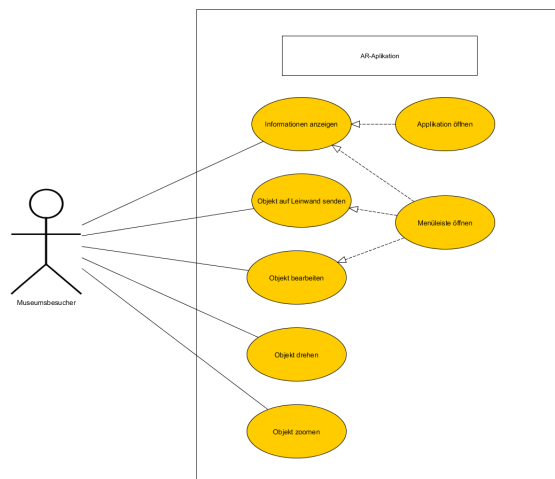 AR-Aplikation
Informationen anzeigen
Applikation öffnen
Objekt auf Leinwand senden
Menüleiste öffnen
Objekt bearbeiten
Museumsbesucher
Objekt drehen
Objekt zoomen